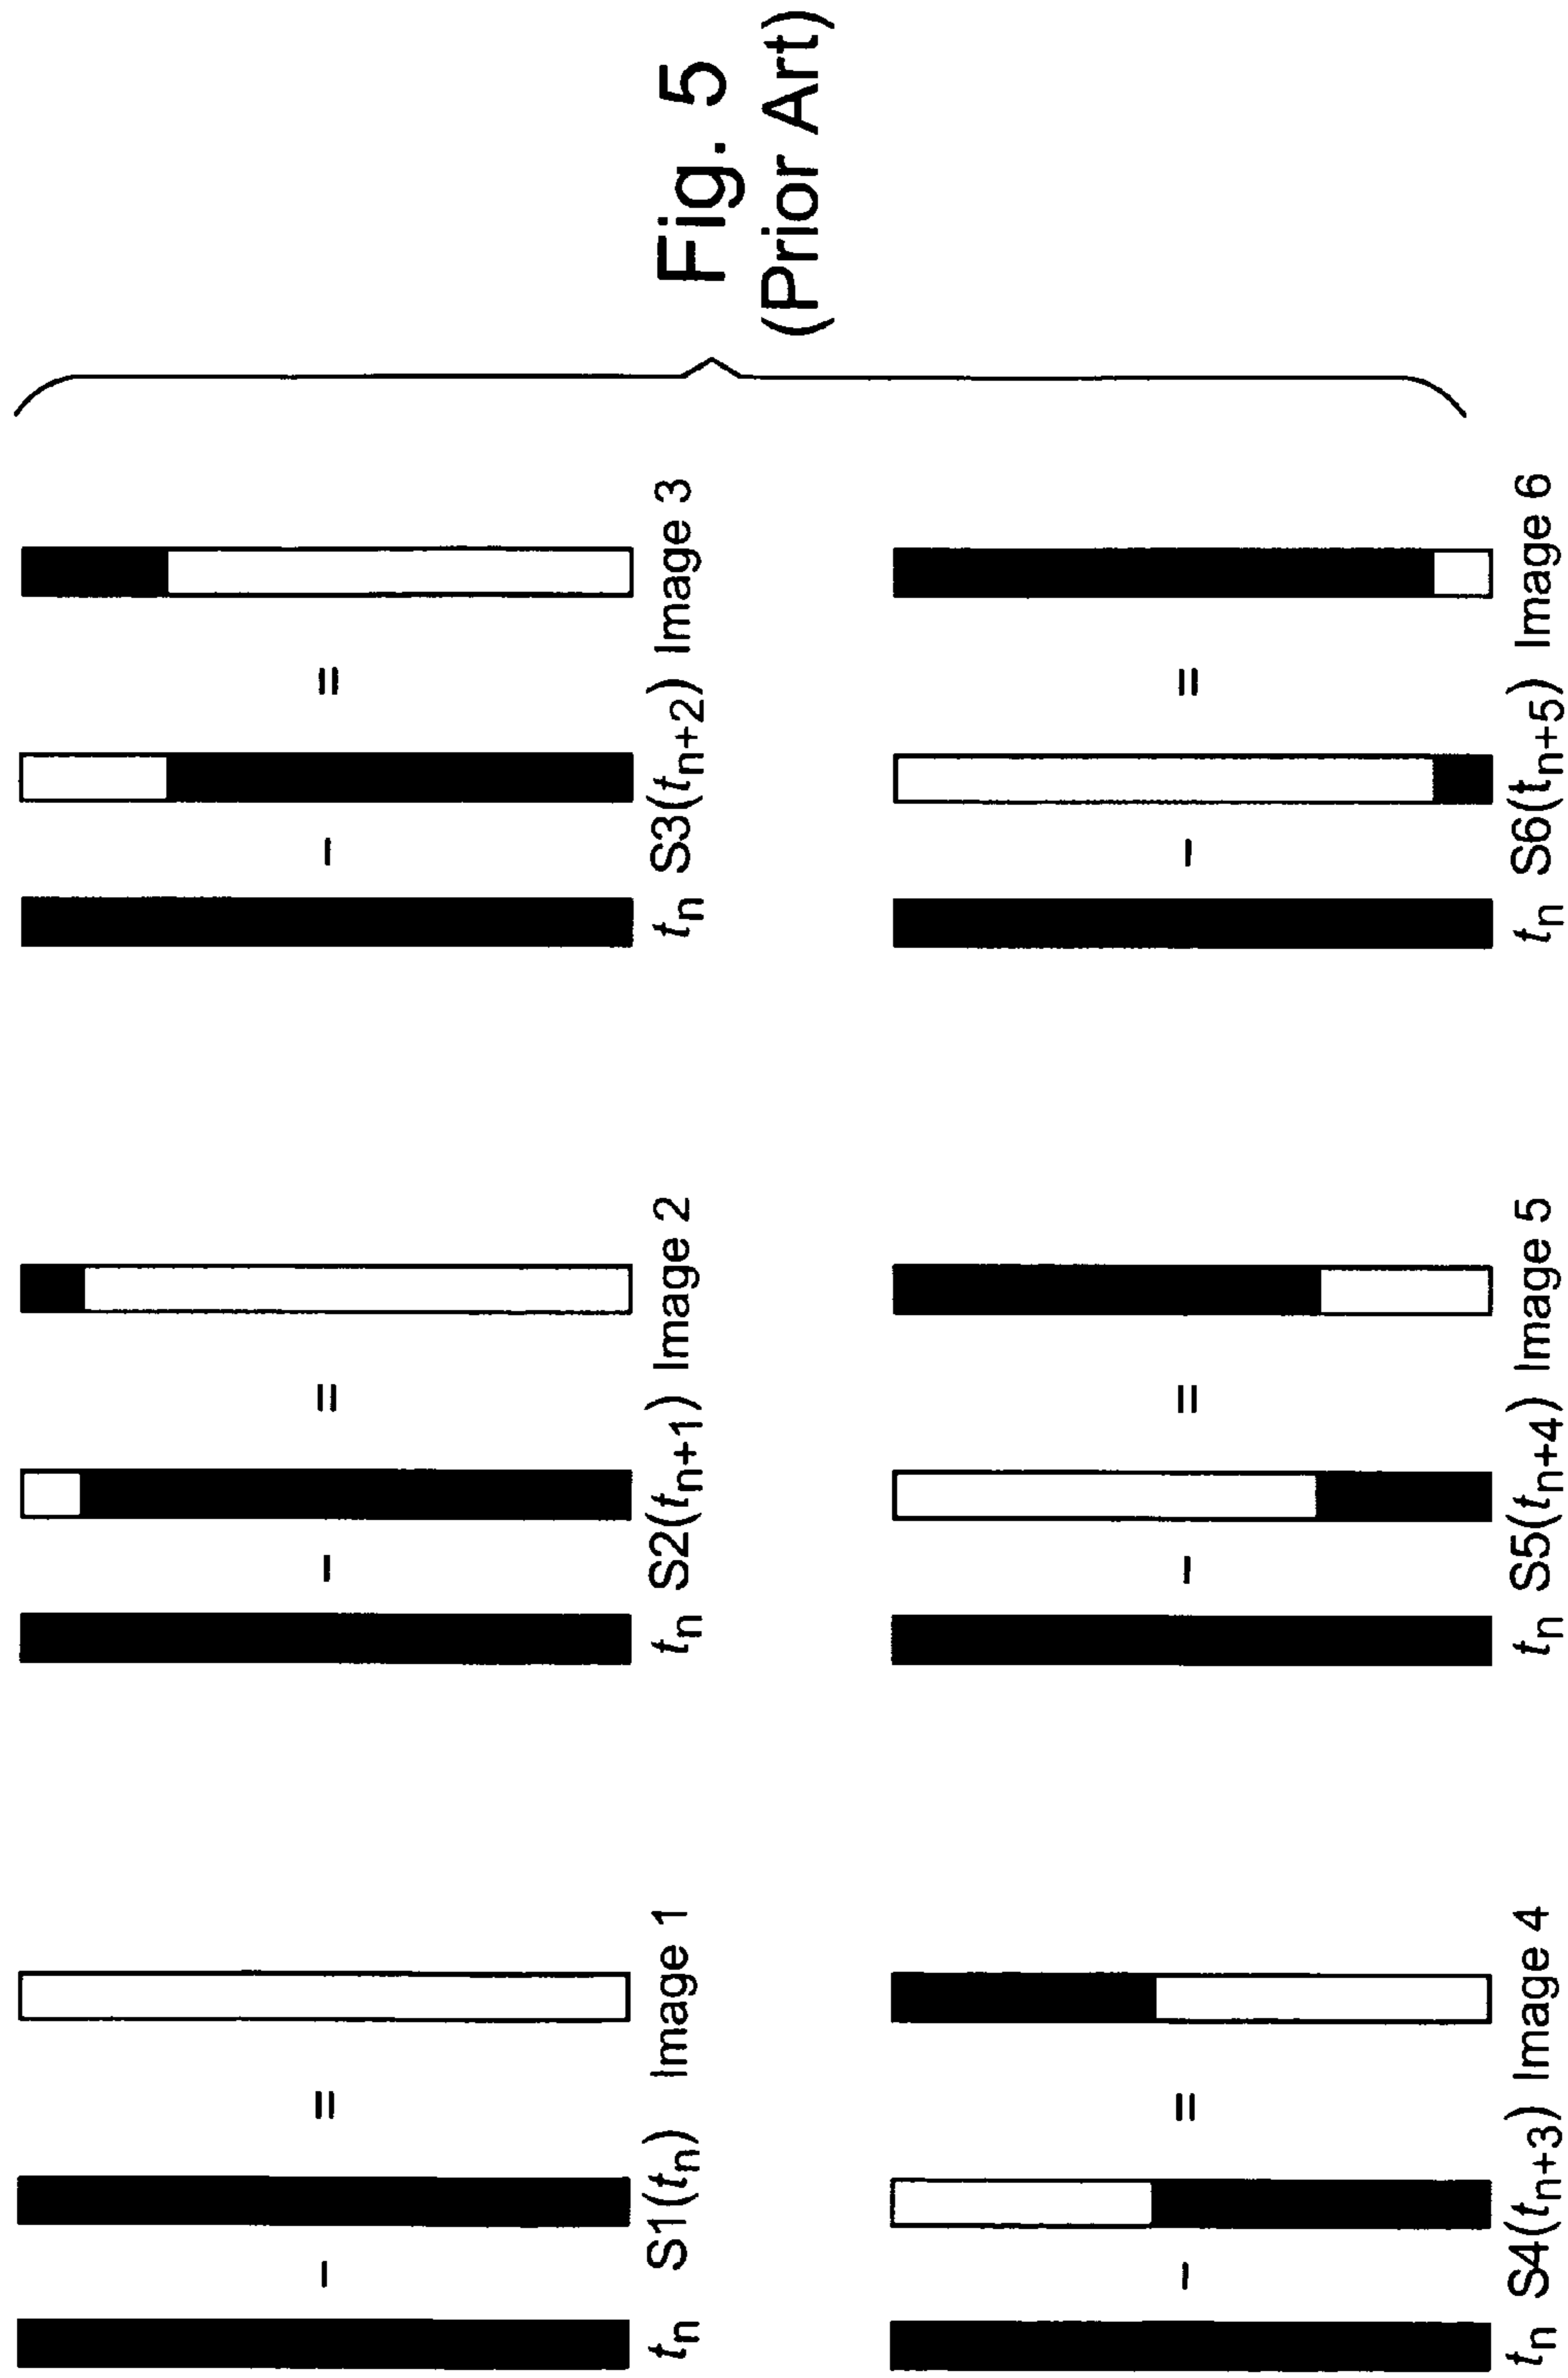 tn S1(tn) Image 1
tn S2(tn+1) Image 2
tn S3(tn+2) Image 3
tn S4(tn+3) Image 4
tn S5(tn+4) Image 5
tn S6(tn+5) Image 6
Fig. 5
(Prior Art)